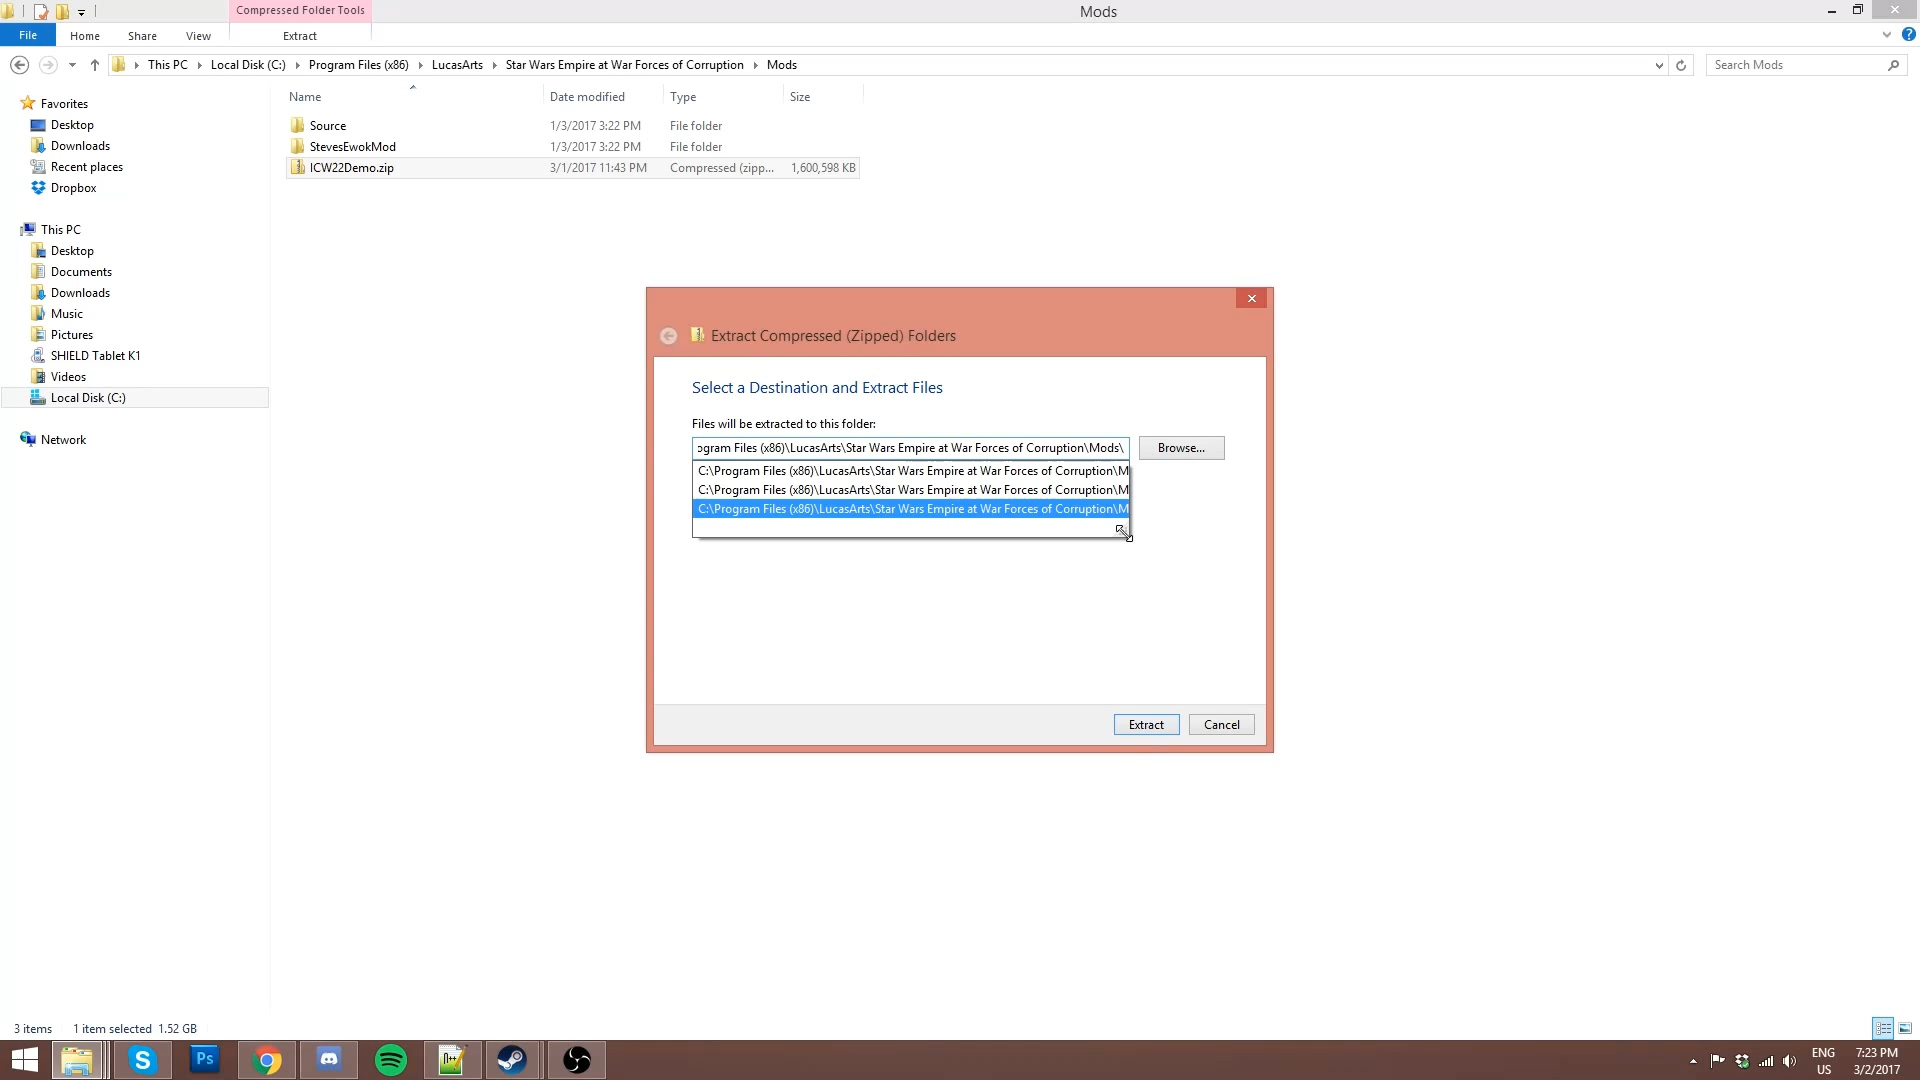 Compressed Folder Tools
Mods
File Home Share View Extract
This PC Local Disk (C:) Program Files (x86) LucasArts Star Wars Empire at War Forces of Corruption Mods
Search Mods
Name Date modified Type Size
Source 1/3/2017 3:22 PM File folder
StevesEwokMod 1/3/2017 3:22 PM File folder
ICW22Demo.zip 3/1/2017 11:43 PM Compressed (zipp... 1,600,598 KB
Favorites
Desktop
Downloads
Recent places
Dropbox
This PC
Desktop
Documents
Downloads
Music
Pictures
SHIELD Tablet K1
Videos
Local Disk (C:)
Network
Extract Compressed (Zipped) Folders
Select a Destination and Extract Files
Files will be extracted to this folder:
ogram Files (x86)\LucasArts\Star Wars Empire at War Forces of Corruption\Mods\
Browse...
C:\Program Files (x86)\LucasArts\Star Wars Empire at War Forces of Corruption\M
C:\Program Files (x86)\LucasArts\Star Wars Empire at War Forces of Corruption\M
C:\Program Files (x86)\LucasArts\Star Wars Empire at War Forces of Corruption\M
Extract Cancel
3 items 1 item selected 1.52 GB
S Ps n++
ENG 7:23 PM
US 3/2/2017